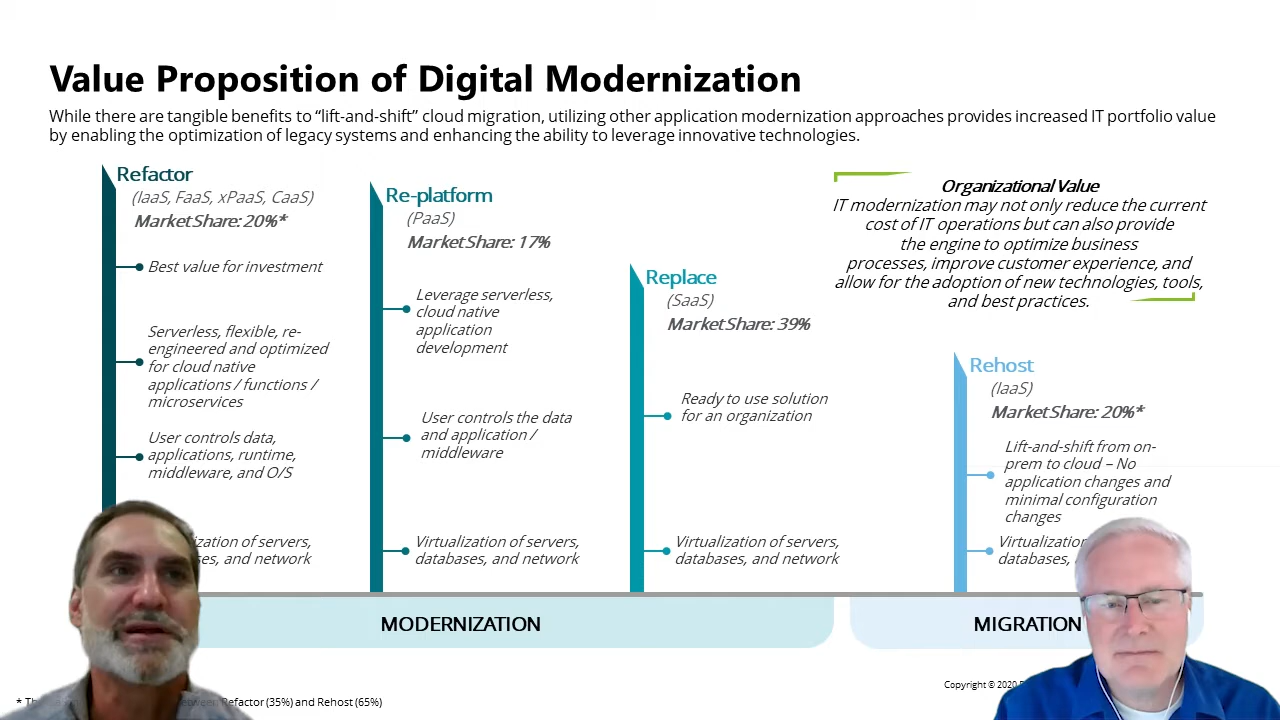 Value Proposition of Digital Modernization
While there are tangible benefits to “lift-and-shift” cloud migration, utilizing other application modernization approaches provides increased IT portfolio value
by enabling the optimization of legacy systems and enhancing the ability to leverage innovative technologies.
Refactor
(IaaS, FaaS, xPaaS, CaaS)
Market Share: 20%*
Best value for investment
Serverless, flexible, re-
engineered and optimized
for cloud native
applications / functions /
microservices
User controls data,
applications, runtime,
middleware, and O/S
of servers,
and network
Re-platform
(PaaS)
Market Share: 17%
Leverage serverless,
cloud native
application
development
User controls the data
and application /
middleware
Virtualization of servers,
databases, and network
Replace
(SaaS)
Market Share: 39%
Ready to use solution
for an organization
Virtualization of servers,
databases, and network
Organizational Value
IT modernization may not only reduce the current
cost of IT operations but can also provide
the engine to optimize business
processes, improve customer experience, and
allow for the adoption of new technologies, tools,
and best practices.
Rehost
(IaaS)
Market Share: 20%*
Lift-and-shift from on-
prem to cloud – No
application changes and
minimal configuration
changes
databases,
MODERNIZATION
MIGRATION
Copyright © 2020
* Refactor (35%) and Rehost (65%)